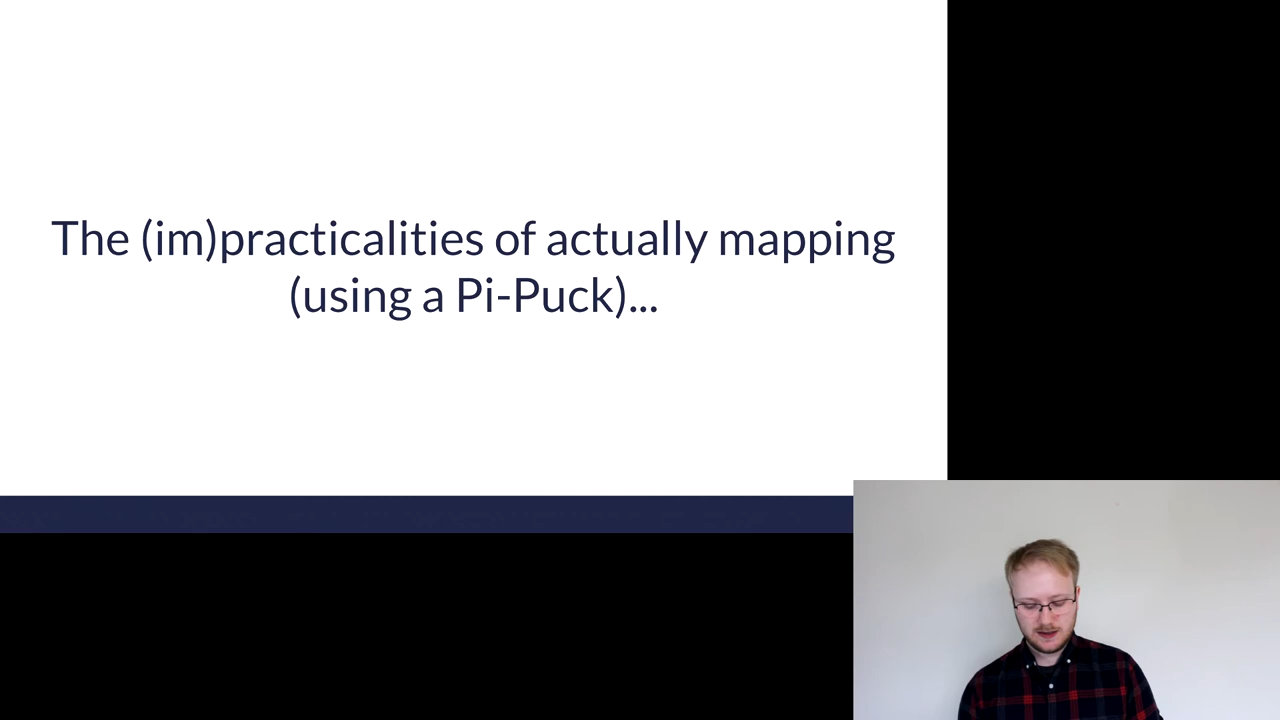 The (im)practicalities of actually mapping
(using a Pi-Puck)...